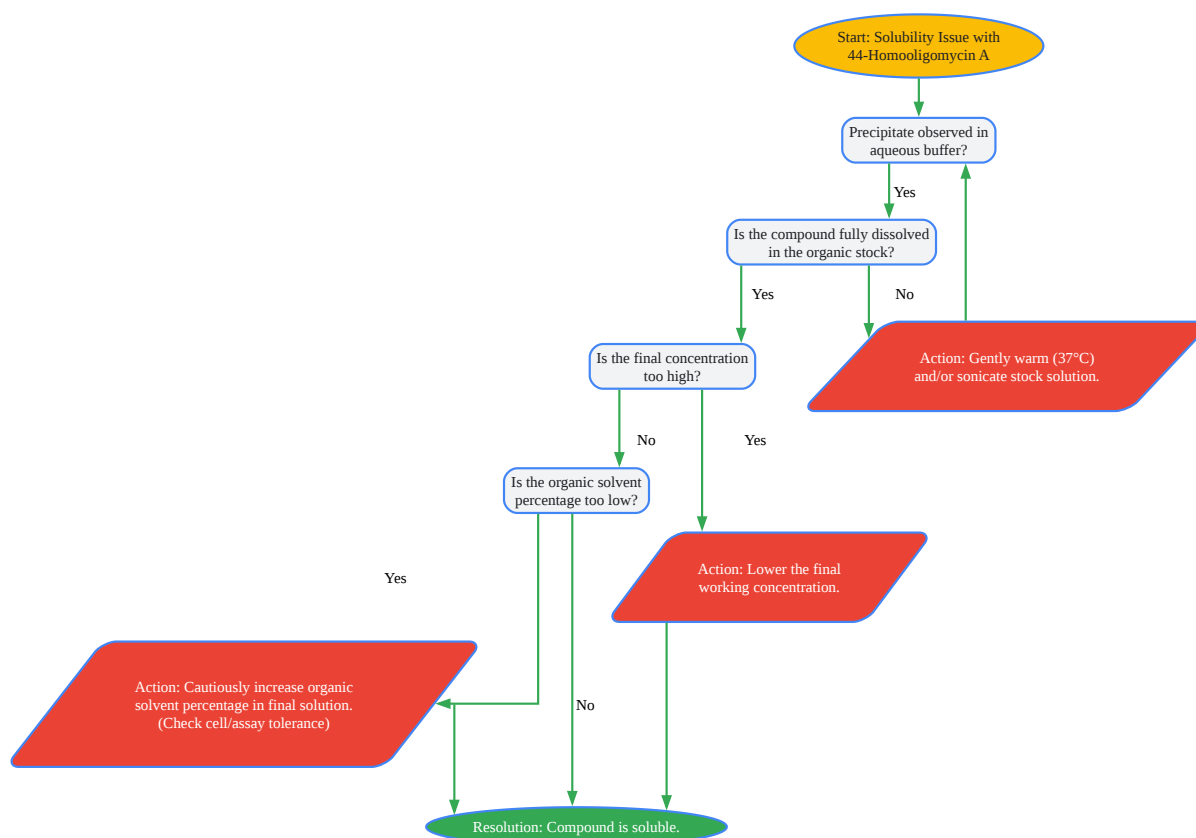 Start: Solubility Issue with
44-Homooligomycin A
Precipitate observed in
aqueous buffer?
Yes
Is the compound fully dissolved
in the organic stock?
Yes
No
Is the final concentration
too high?
Action: Gently warm (37°C)
and/or sonicate stock solution.
No
Yes
Is the organic solvent
percentage too low?
Action: Lower the final
working concentration.
Yes
Action: Cautiously increase organic
solvent percentage in final solution.
(Check cell/assay tolerance)
No
Resolution: Compound is soluble.